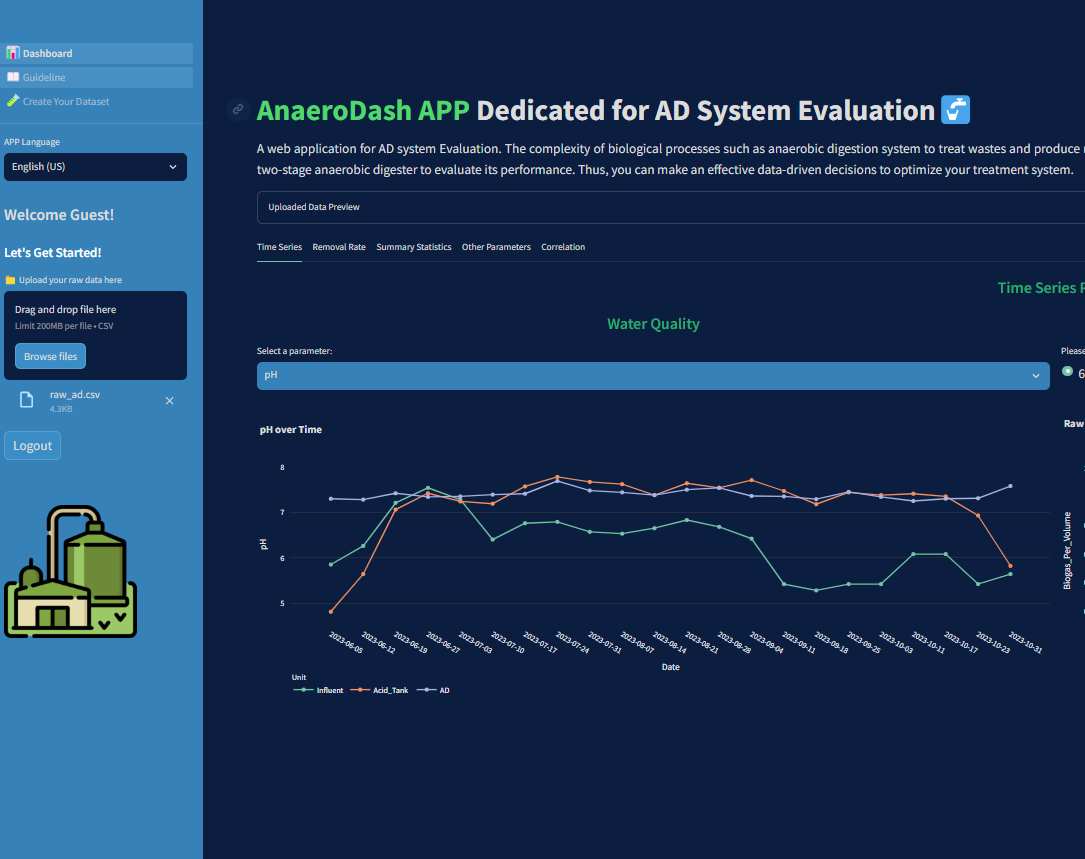 Dashboard
Guideline
Create Your Dataset
APP Language
English (US)
Welcome Guest!
Let's Get Started!
Upload your raw data here
Drag and drop file here
Limit 200MB per file • CSV
Browse files
raw_ad.csv
4.3KB
Logout
AnaeroDash APP Dedicated for AD System Evaluation
A web application for AD system Evaluation. The complexity of biological processes such as anaerobic digestion system to treat wastes and produce
two-stage anaerobic digester to evaluate its performance. Thus, you can make an effective data-driven decisions to optimize your treatment system.
Uploaded Data Preview
Time Series Removal Rate Summary Statistics Other Parameters Correlation
Time Series
Water Quality
Select a parameter:
pH
Please
6
pH over Time
Raw
8
7
6
5
pH
Biogas_Per_Volume
2023-06-05
2023-06-12
2023-06-19
2023-06-27
2023-07-03
2023-07-10
2023-07-17
2023-07-24
2023-07-31
2023-08-07
2023-08-14
2023-08-21
2023-08-28
2023-09-04
2023-09-11
2023-09-18
2023-09-25
2023-10-03
2023-10-11
2023-10-17
2023-10-23
2023-10-31
Date
Unit
Influent Acid_Tank AD